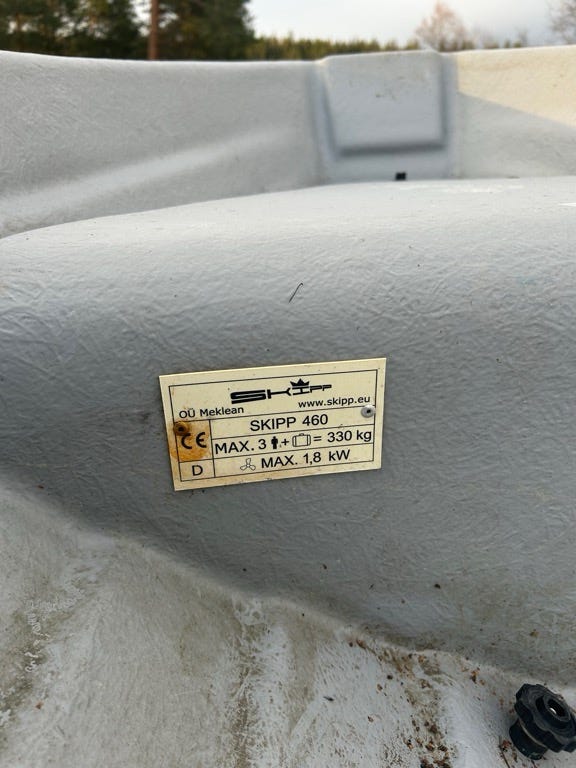 SKIPP
OÜ Meklean www.skipp.eu
SKIPP 460
CE MAX. 3 + = 330 kg
D MAX. 1,8 kW